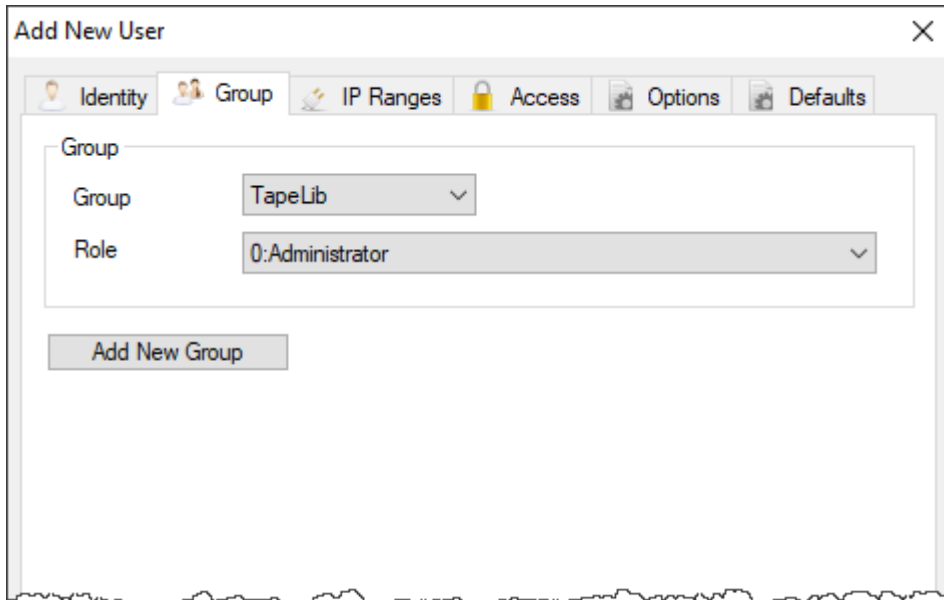 Add New User
Identity Group IP Ranges Access Options Defaults
Group
Group TapeLib
Role 0:Administrator
Add New Group